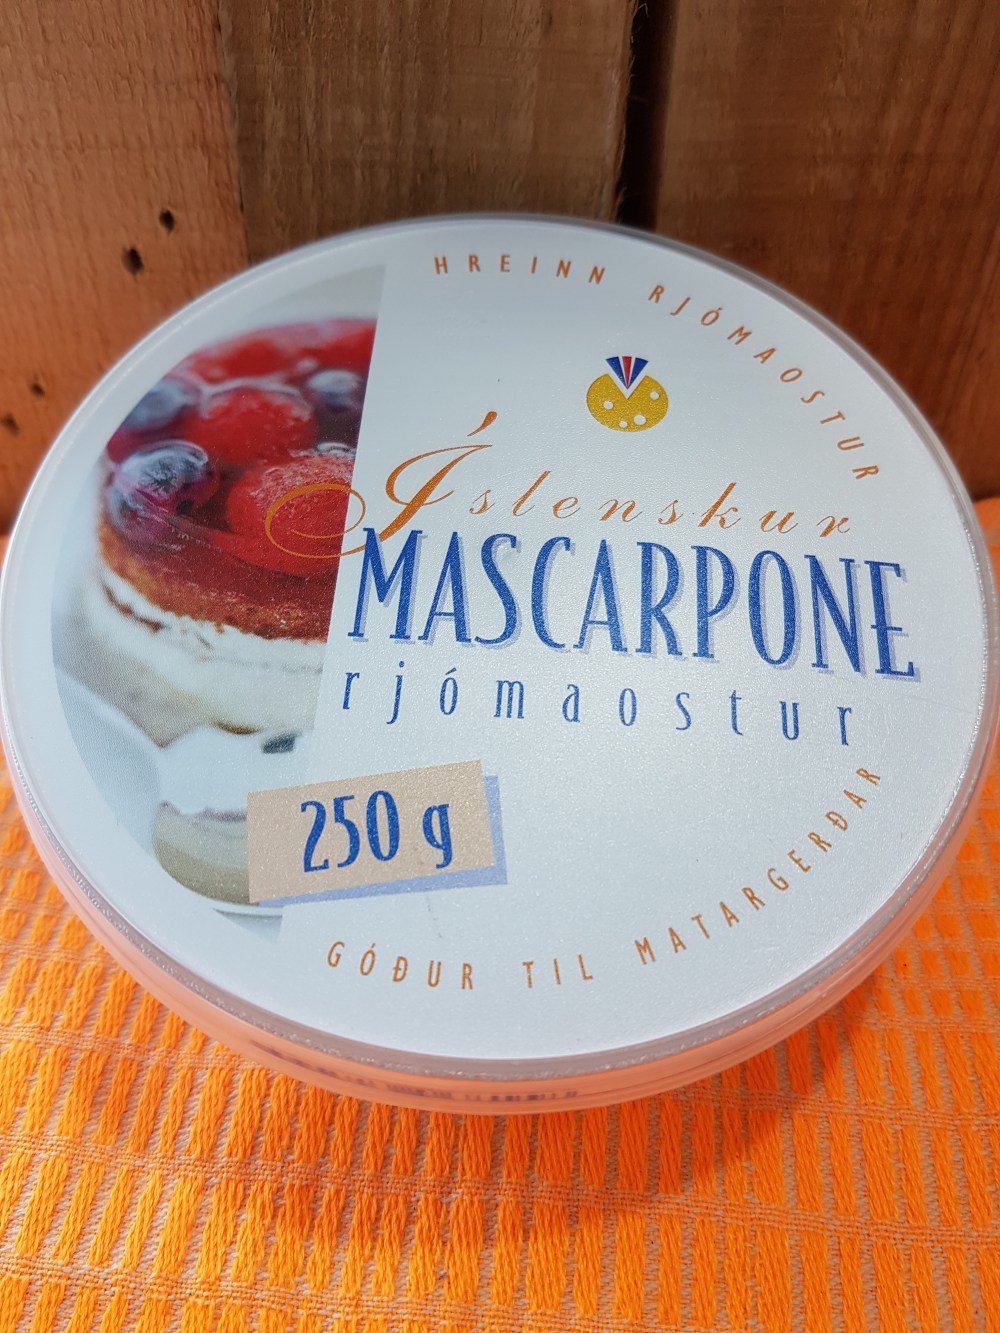 HREINN RJÓMAOSTUR
Íslenskur
MASCARPONE
rjómaostur
250 g
GÓÐUR TIL MATARGERÐAR